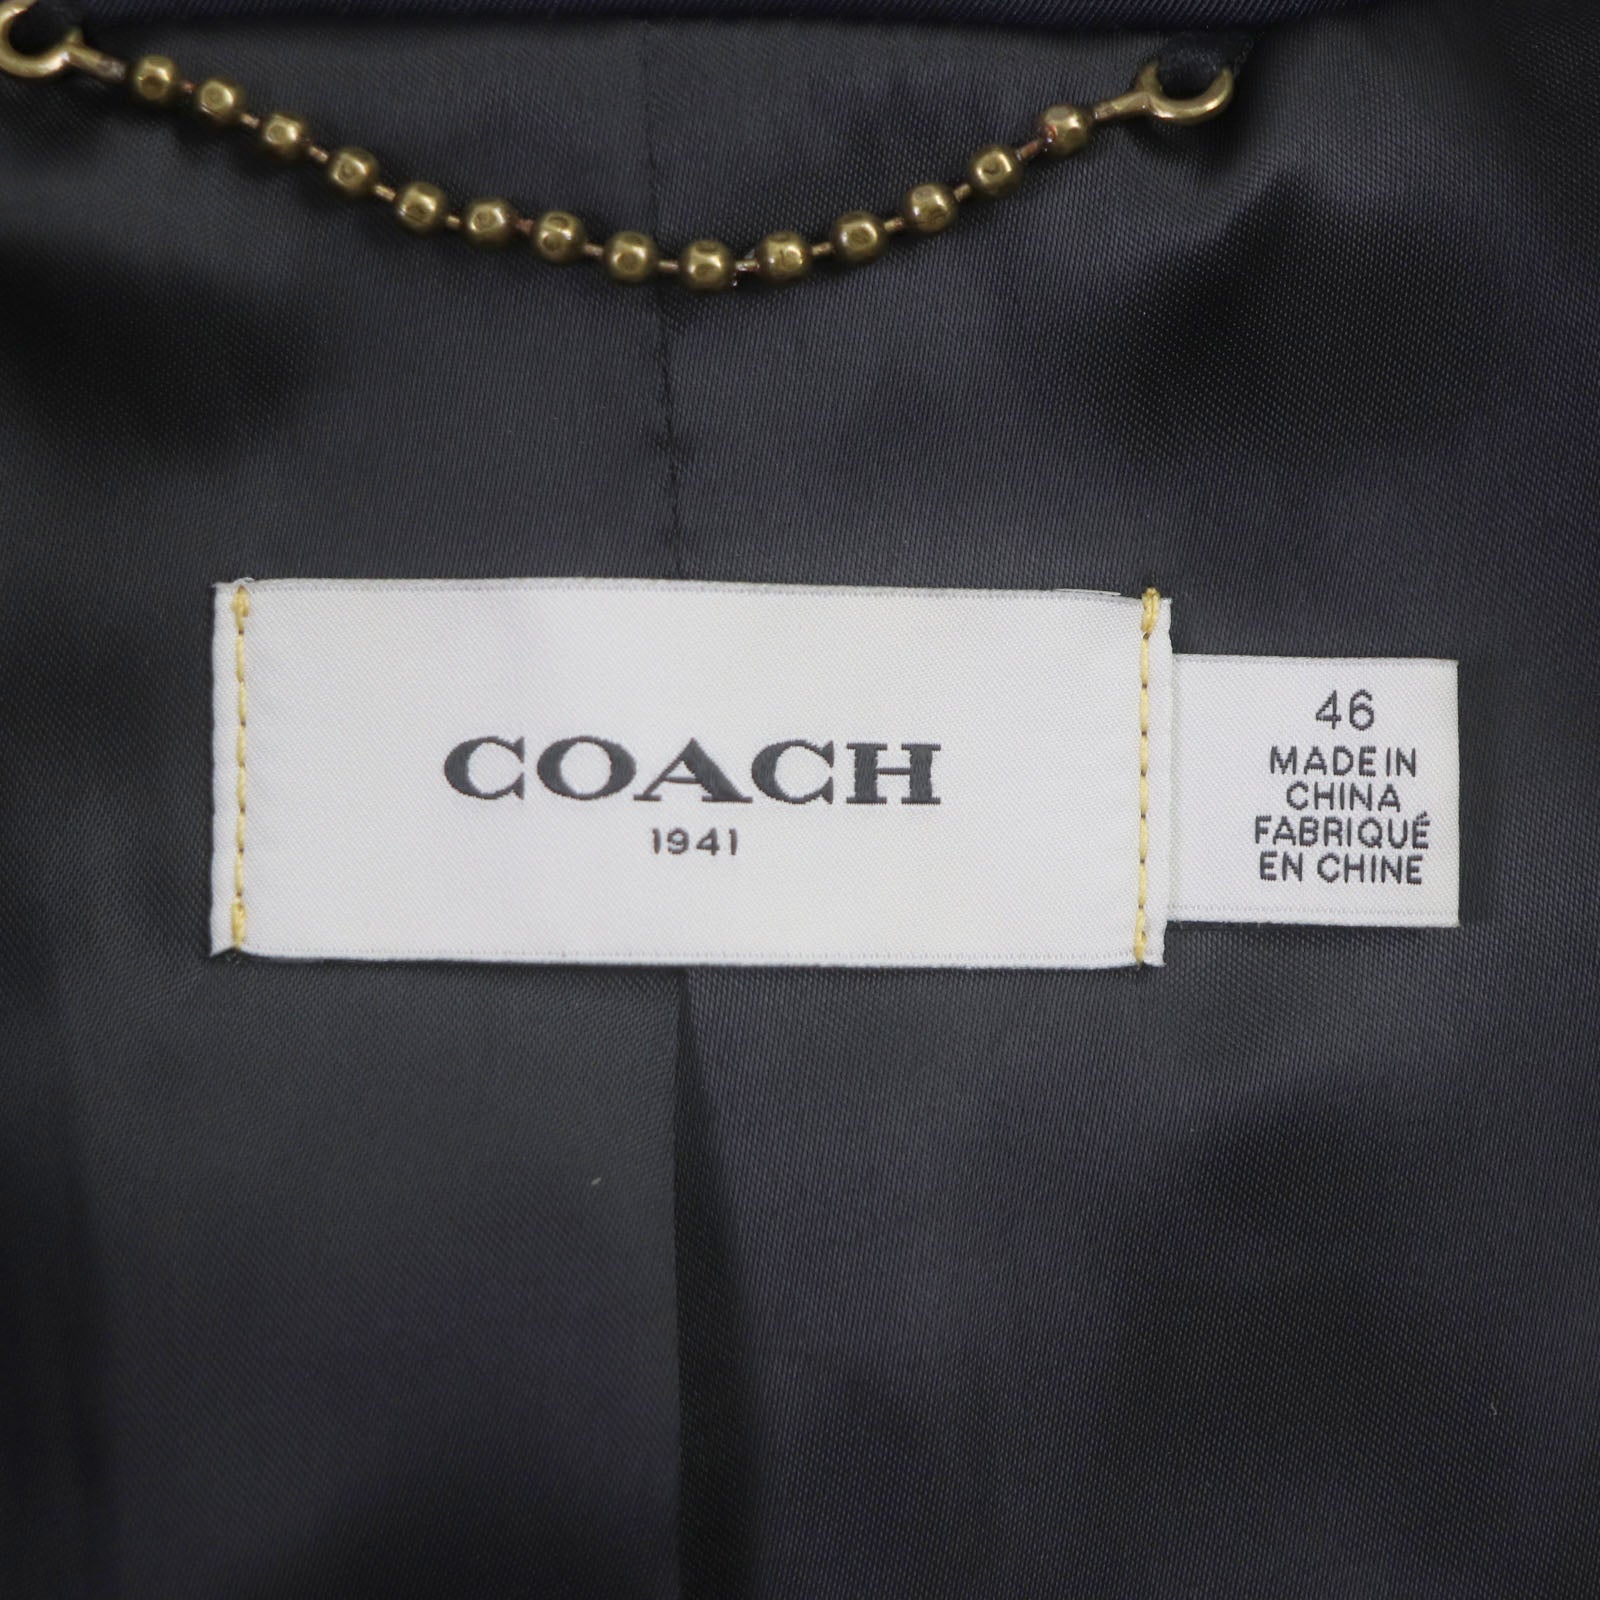 COACH
1941
46
MADE IN
CHINA
FABRIQUÉ
EN CHINE